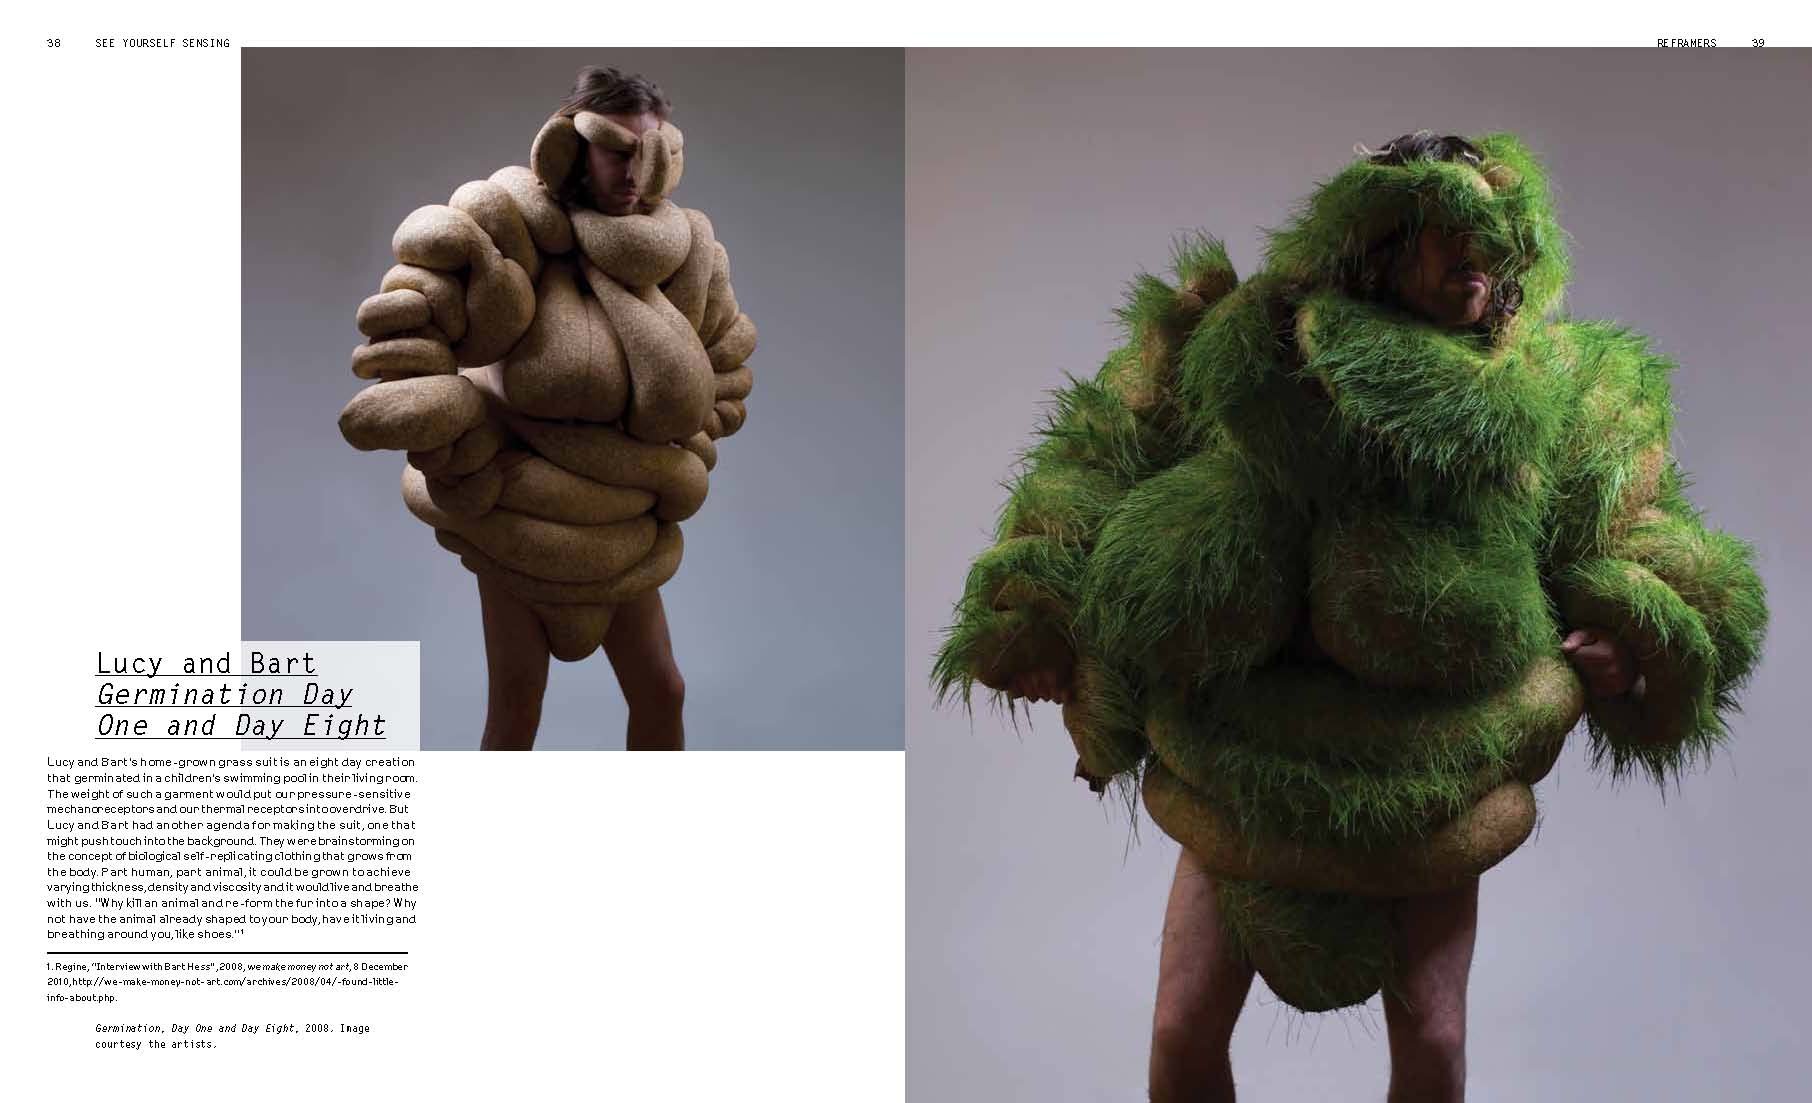 38 SEE YOURSELF SENSING
REFRAMERS 39
Lucy and Bart
Germination Day
One and Day Eight
Lucy and Bart's home-grown grass suit is an eight day creation
that germinated in a children's swimming pool in their living room.
The weight of such a garment would put our pressure-sensitive
mechanoreceptors and our thermal receptors into overdrive. But
Lucy and Bart had another agenda for making the suit, one that
might push touch into the background. They were brainstorming on
the concept of biological self-replicating clothing that grows from
the body. Part human, part animal, it could be grown to achieve
varying thickness, density and viscosity and it would live and breathe
with us. "Why kill an animal and re-form the fur into a shape? Why
not have the animal already shaped to your body, have it living and
breathing around you, like shoes."¹
1. Regine, "Interview with Bart Hess", 2008, we make money not art, 8 December
2010, http://we-make-money-not-art.com/archives/2008/04/-found-little-
info-about.php.
Germination, Day One and Day Eight, 2008. Image
courtesy the artists.